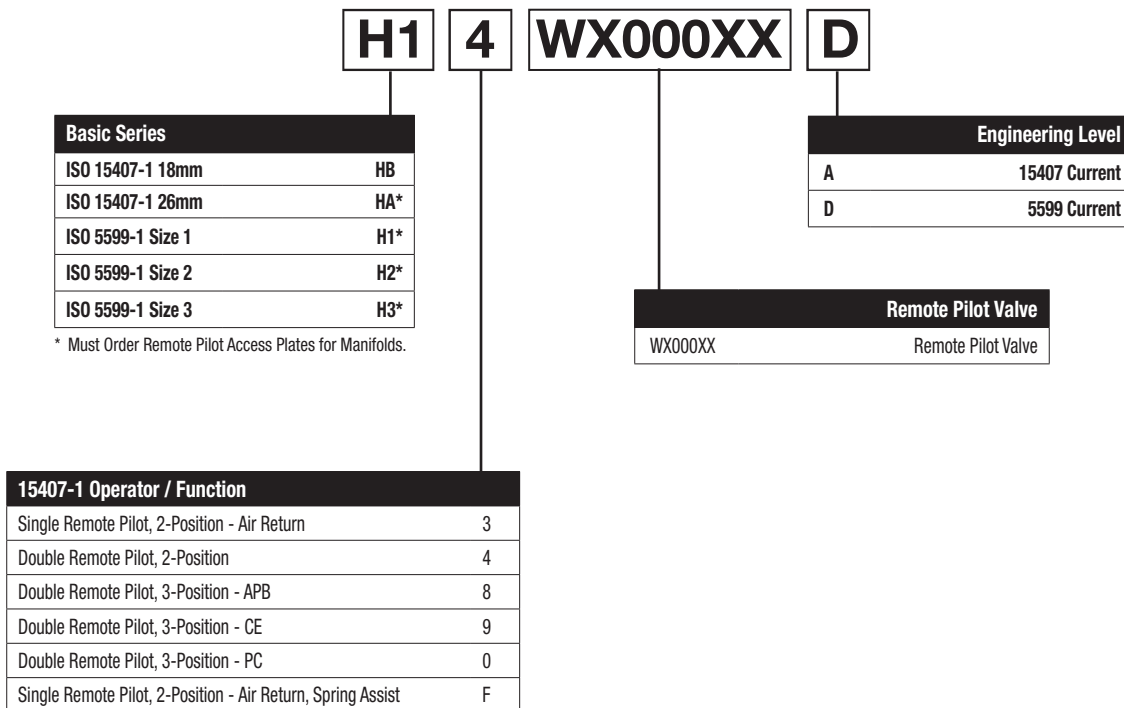 H1 4 WX000XX D
Basic Series
ISO 15407-1 18mm HB
ISO 15407-1 26mm HA*
ISO 5599-1 Size 1 H1*
ISO 5599-1 Size 2 H2*
ISO 5599-1 Size 3 H3*
* Must Order Remote Pilot Access Plates for Manifolds.
Engineering Level
A 15407 Current
D 5599 Current
Remote Pilot Valve
WX000XX Remote Pilot Valve
15407-1 Operator / Function
Single Remote Pilot, 2-Position - Air Return 3
Double Remote Pilot, 2-Position 4
Double Remote Pilot, 3-Position - APB 8
Double Remote Pilot, 3-Position - CE 9
Double Remote Pilot, 3-Position - PC 0
Single Remote Pilot, 2-Position - Air Return, Spring Assist F